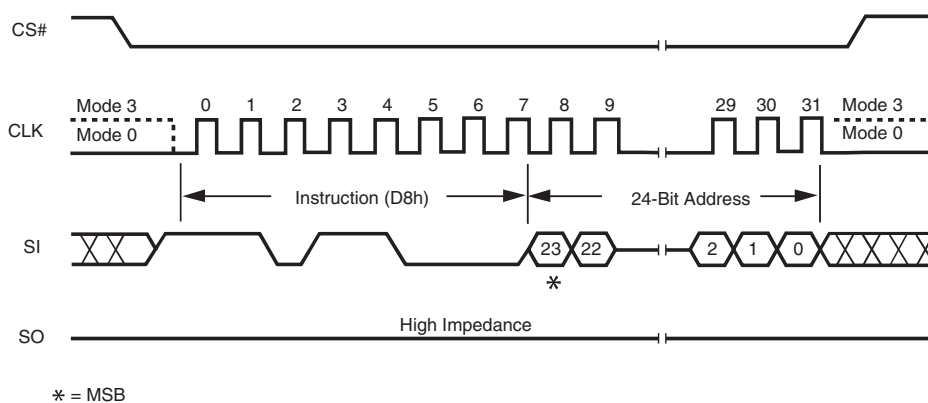 CS#
Mode 3 0 1 2 3 4 5 6 7 8 9 29 30 31 Mode 3
CLK Mode 0 Mode 0
Instruction (D8h) 24-Bit Address
SI 23 22 2 1 0
*
High Impedance
SO
* = MSB